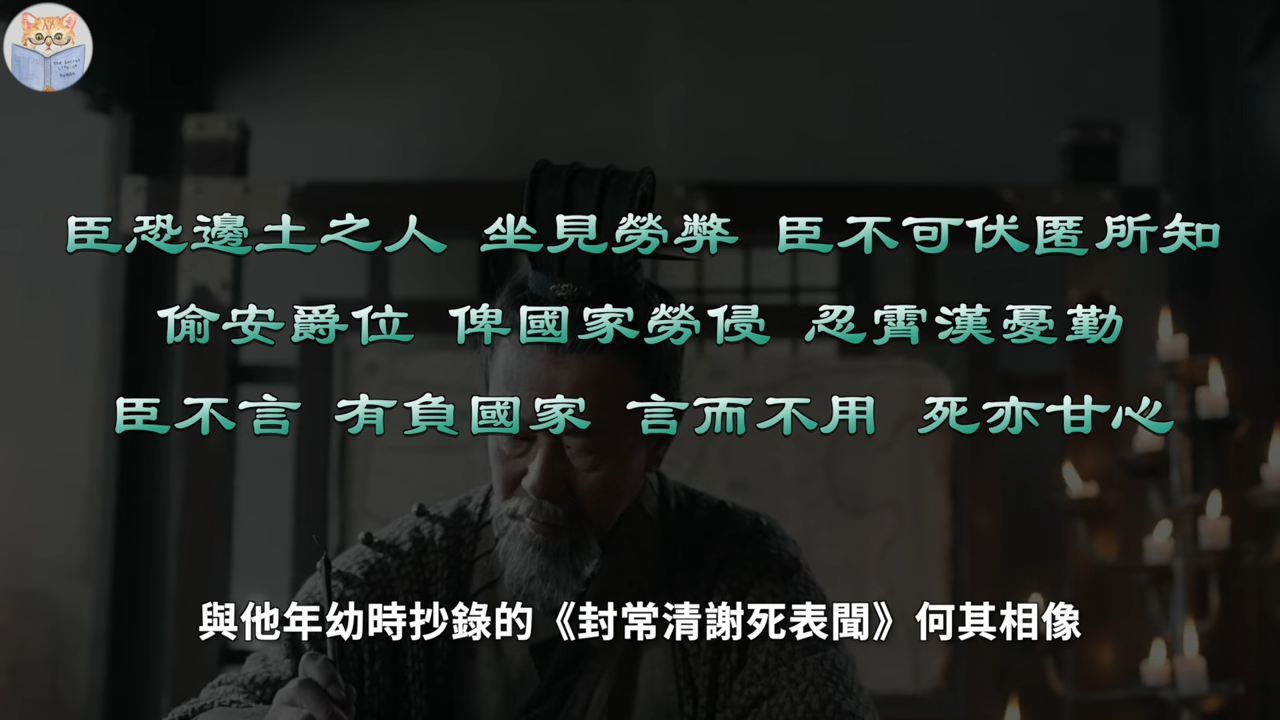 臣恐邊土之人 坐見勞弊 臣不可伏匿所知
偷安爵位 俾國家勞侵 忍霄漢憂勤
臣不言 有負國家 言而不用 死亦甘心
與他年幼時抄錄的《封常清謝死表聞》何其相像